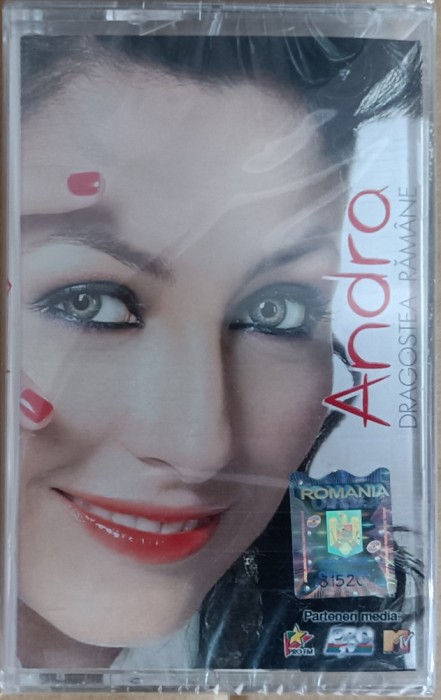 Andra
DRAGOSTEA RĂMÂNE
ROMANIA
Parteneri media: